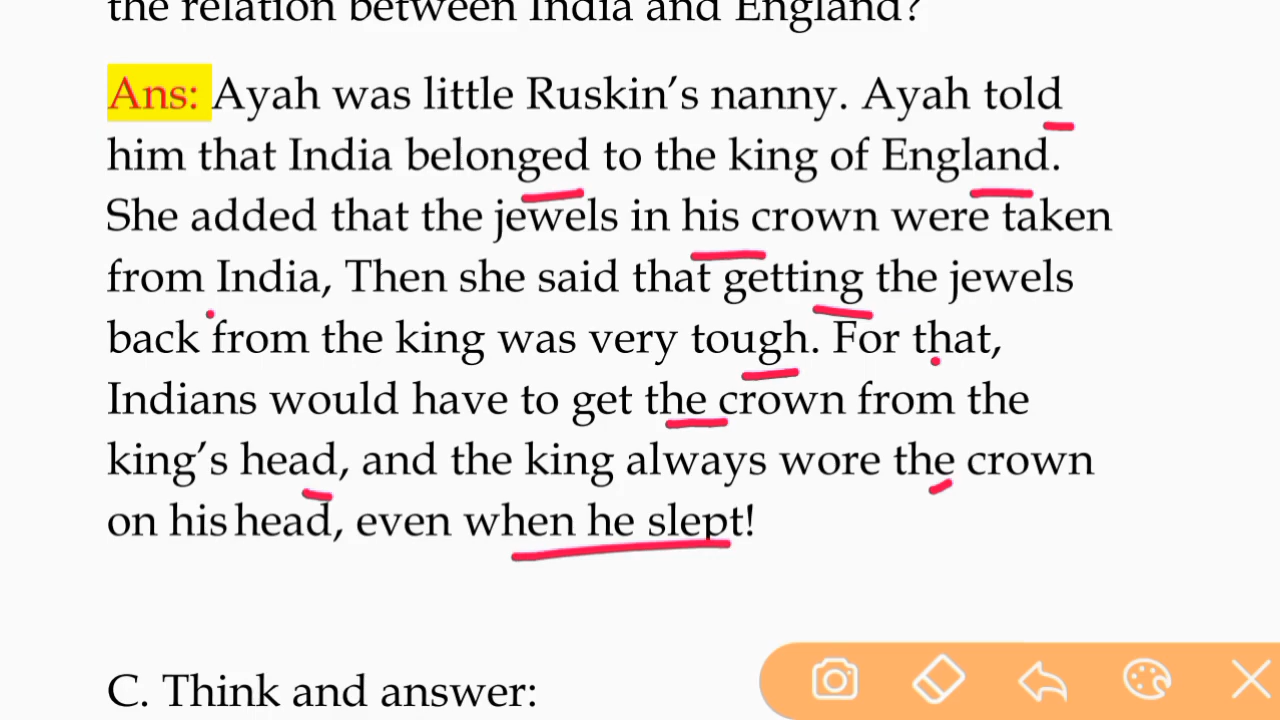 the relation between India and England?
Ans: Ayah was little Ruskin’s nanny. Ayah told
him that India belonged to the king of England.
She added that the jewels in his crown were taken
from India, Then she said that getting the jewels
back from the king was very tough. For that,
Indians would have to get the crown from the
king’s head, and the king always wore the crown
on his head, even when he slept!
C. Think and answer: